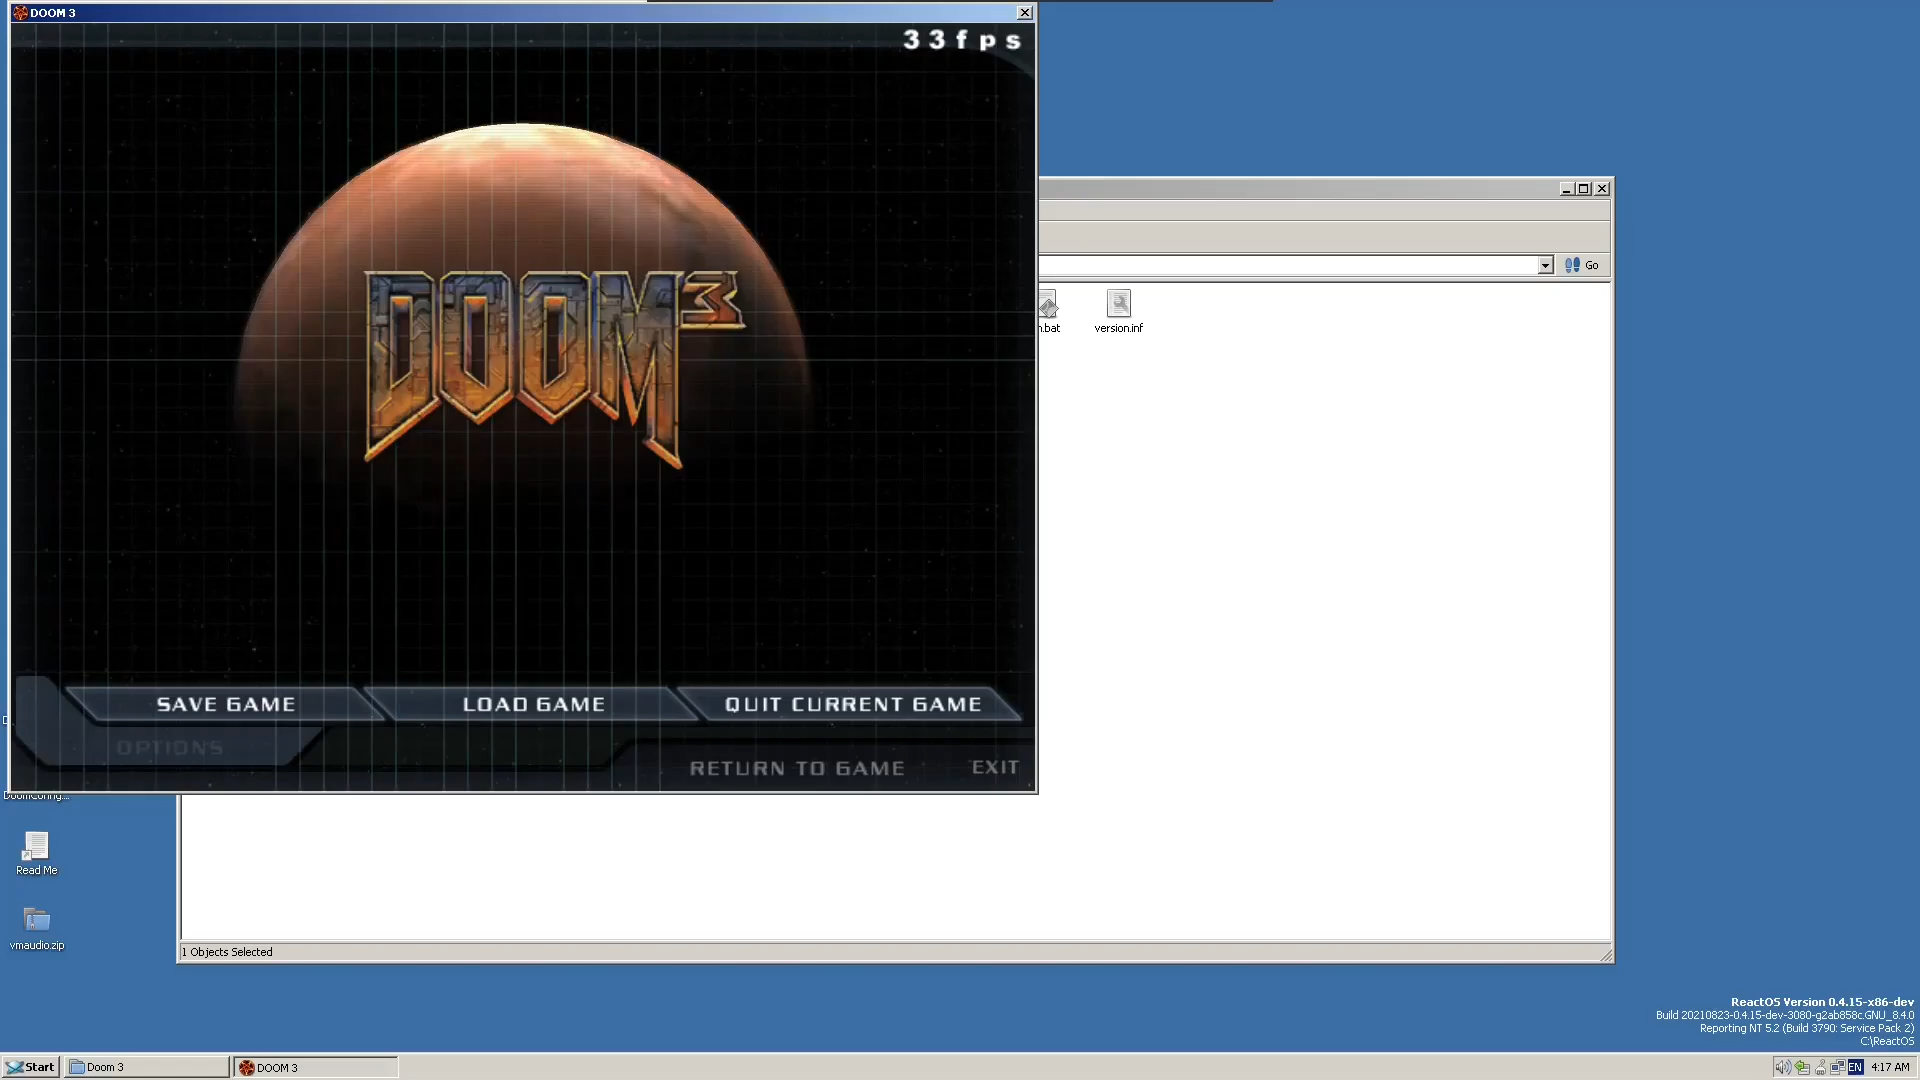 DOOM 3
33fps
DOOM 3
SAVE GAME
LOAD GAME
QUIT CURRENT GAME
OPTIONS
RETURN TO GAME
EXIT
Go
version.inf
Read Me
vmaudio.zip
1 Objects Selected
ReactOS Version 0.4.15-x86-dev
Build 20210823-0.4.15-dev-3080-g2ab858c.GNU_8.4.0
Reporting NT 5.2 (Build 3790: Service Pack 2)
C:\ReactOS
Start
Doom 3
DOOM 3
EN
4:17 AM